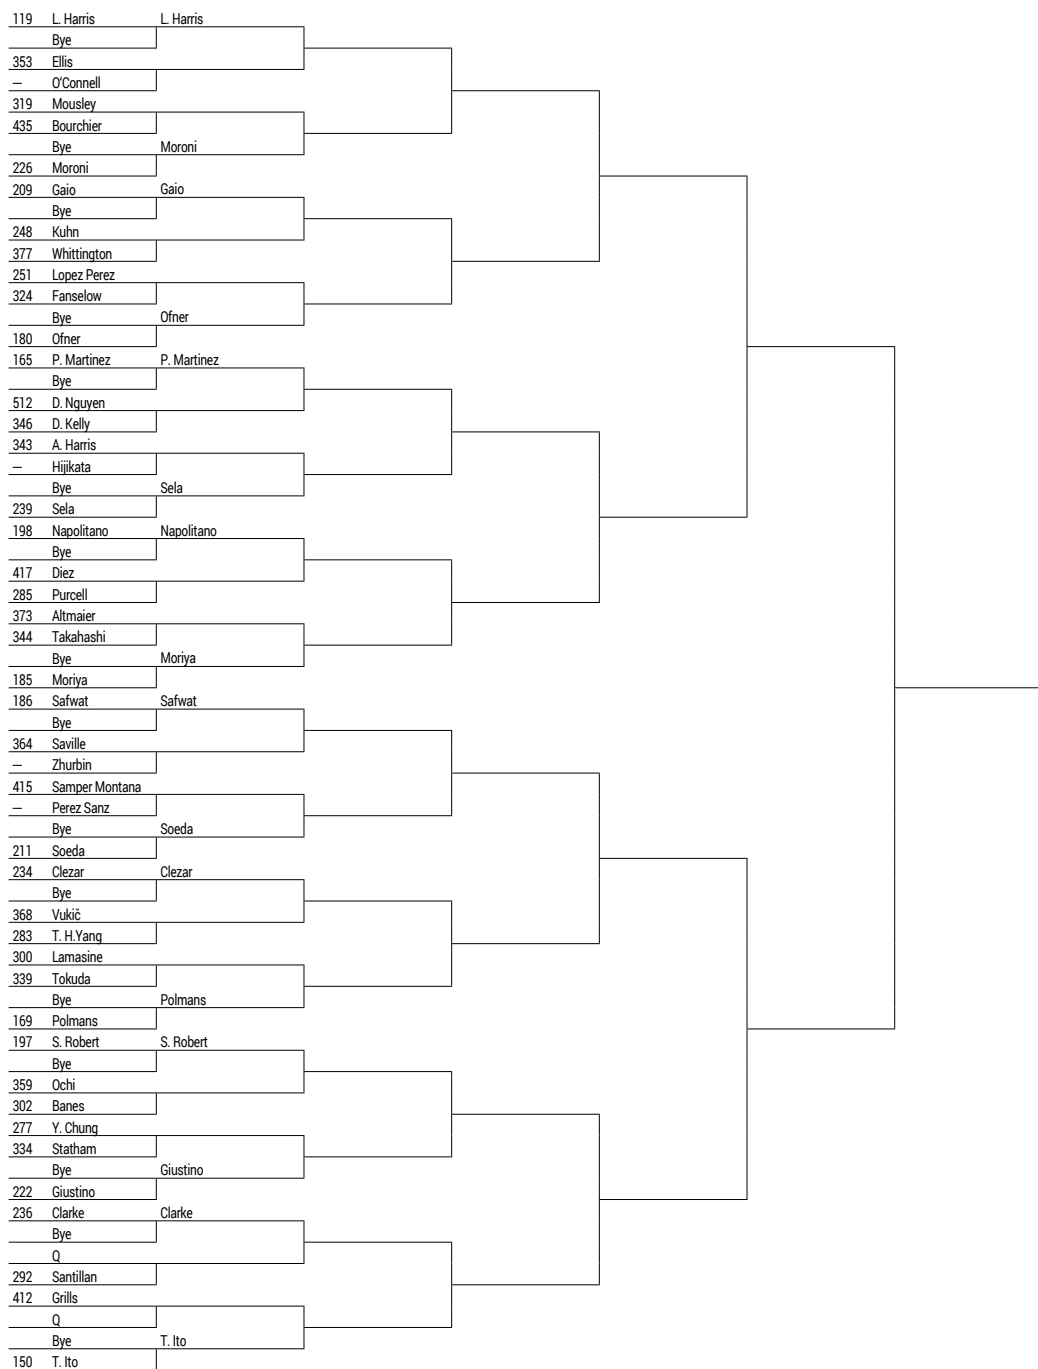 119 L. Harris L. Harris
Bye
353 Ellis
--- O'Connell
319 Mousley
435 Bourchier
Bye Moroni
226 Moroni
209 Gaio Gaio
Bye
248 Kuhn
377 Whittington
251 Lopez Perez
324 Fanselow
Bye Ofner
180 Ofner
165 P. Martinez P. Martinez
Bye
512 D. Nguyen
346 D. Kelly
343 A. Harris
--- Hijikata
Bye Sela
239 Sela
198 Napolitano Napolitano
Bye
417 Diez
285 Purcell
373 Altmaier
344 Takahashi
Bye Moriya
185 Moriya
186 Safwat Safwat
Bye
364 Saville
--- Zhurbin
415 Samper Montana
--- Perez Sanz
Bye Soeda
211 Soeda
234 Clezar Clezar
Bye
368 Vukič
283 T. H.Yang
300 Lamasine
339 Tokuda
Bye Polmans
169 Polmans
197 S. Robert S. Robert
Bye
359 Ochi
302 Banes
277 Y. Chung
334 Statham
Bye Giustino
222 Giustino
236 Clarke Clarke
Bye
Q
292 Santillan
412 Grills
Q
Bye T. Ito
150 T. Ito